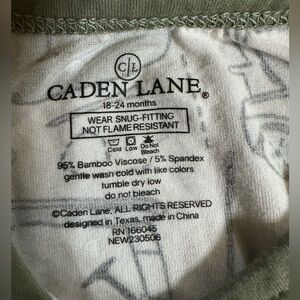 C|L
CADEN LANE®
18-24 months
WEAR SNUG-FITTING
NOT FLAME RESISTANT
Cold Low Do Not
Bleach
95% Bamboo Viscose / 5% Spandex
gentle wash cold with like colors
tumble dry low
do not bleach
©Caden Lane, ALL RIGHTS RESERVED
designed in Texas, made in China
RN 166045
NEW230506